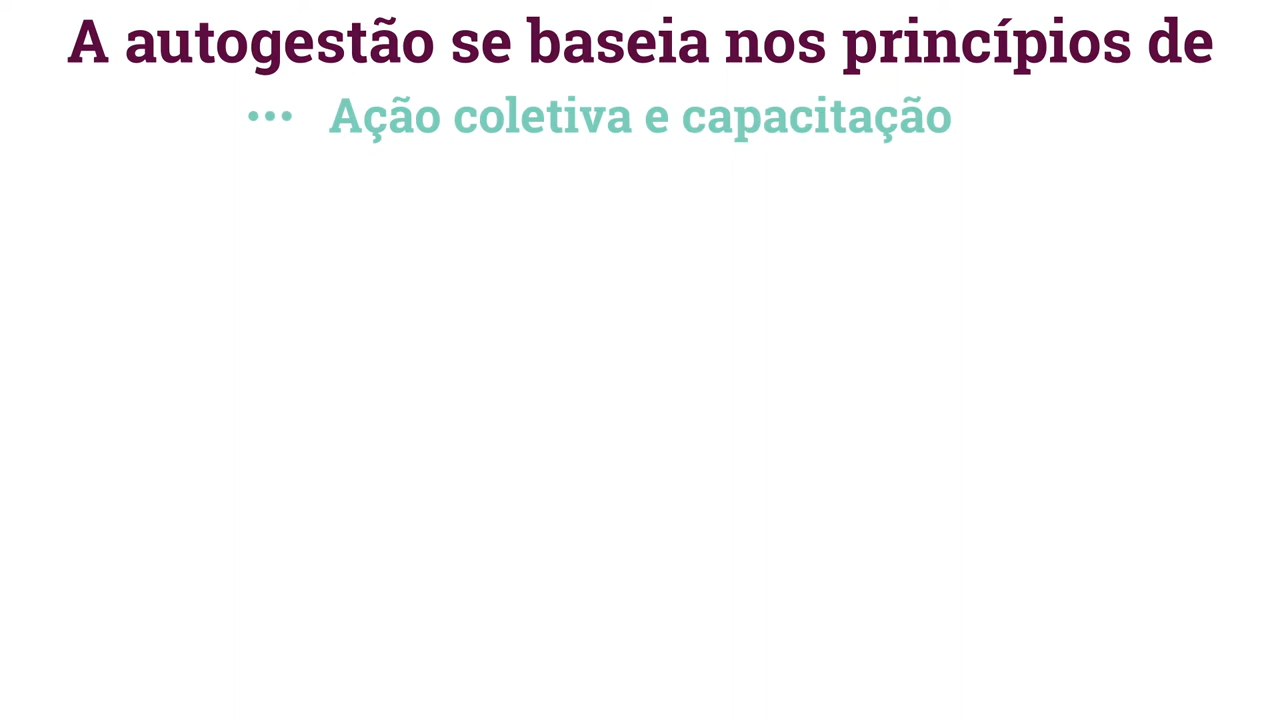 A autogestão se baseia nos princípios de
••• Ação coletiva e capacitação